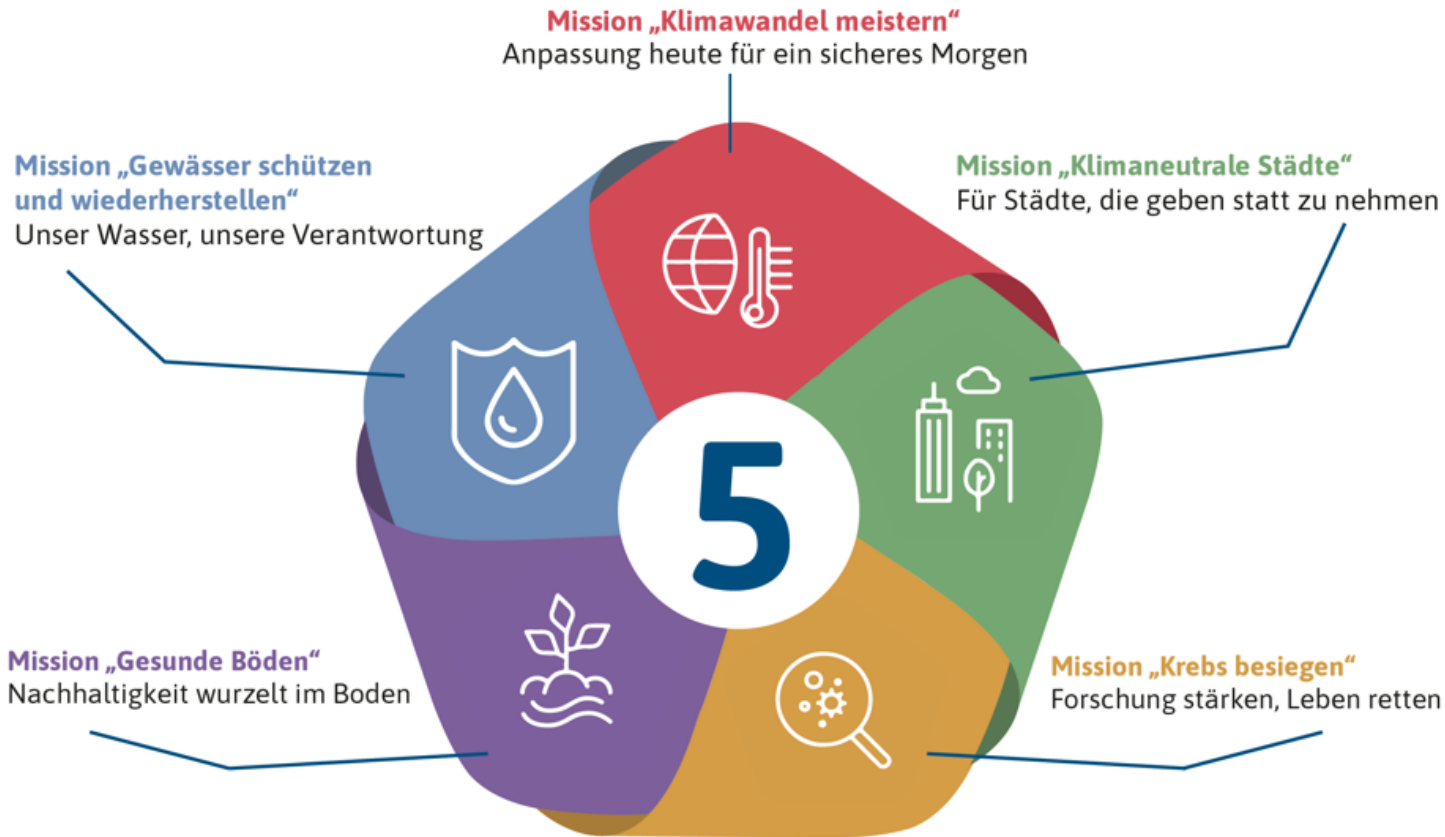 Mission „Klimawandel meistern“
Anpassung heute für ein sicheres Morgen
Mission „Gewässer schützen
und wiederherstellen“
Unser Wasser, unsere Verantwortung
Mission „Klimaneutrale Städte“
Für Städte, die geben statt zu nehmen
5
Mission „Gesunde Böden“
Nachhaltigkeit wurzelt im Boden
Mission „Krebs besiegen“
Forschung stärken, Leben retten